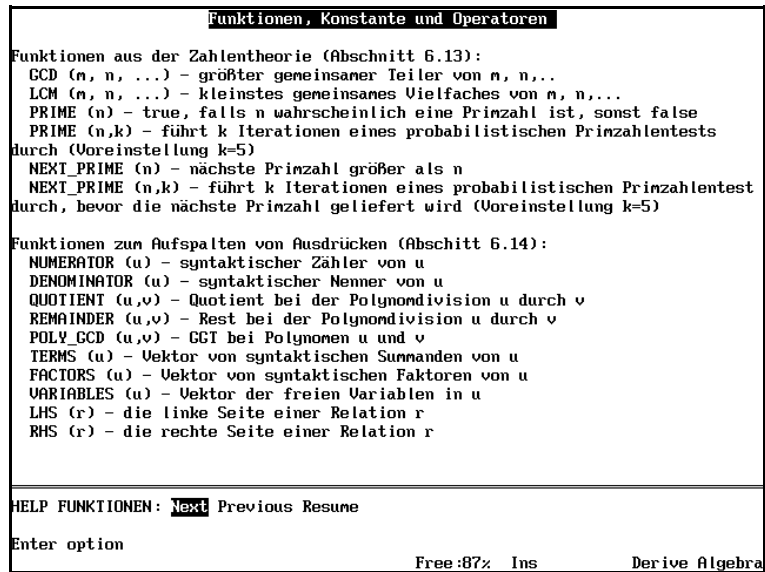 Funktionen, Konstante und Operatoren
Funktionen aus der Zahlentheorie (Abschnitt 6.13):
GCD (m, n, ...) - größter gemeinsamer Teiler von m, n,..
LCM (m, n, ...) - kleinstes gemeinsames Vielfaches von m, n,...
PRIME (n) - true, falls n wahrscheinlich eine Primzahl ist, sonst false
PRIME (n,k) - führt k Iterationen eines probabilistischen Primzahlentests
durch (Voreinstellung k=5)
NEXT_PRIME (n) - nächste Primzahl größer als n
NEXT_PRIME (n,k) - führt k Iterationen eines probabilistischen Primzahlentest
durch, bevor die nächste Primzahl geliefert wird (Voreinstellung k=5)
Funktionen zum Aufspalten von Ausdrücken (Abschitt 6.14):
NUMERATOR (u) - syntaktischer Zähler von u
DENOMINATOR (u) - syntaktischer Nenner von u
QUOTIENT (u,v) - Quotient bei der Polynomdivision u durch v
REMAINDER (u,v) - Rest bei der Polynomdivision u durch v
POLY_GCD (u,v) - GGT bei Polynomen u und v
TERMS (u) - Vektor von syntaktischen Summanden von u
FACTORS (u) - Vektor von syntaktischen Faktoren von u
VARIABLES (u) - Vektor der freien Variablen in u
LHS (r) - die linke Seite einer Relation r
RHS (r) - die rechte Seite einer Relation r
HELP FUNKTIONEN: Next Previous Resume
Enter option
Free:87% Ins Derive Algebra